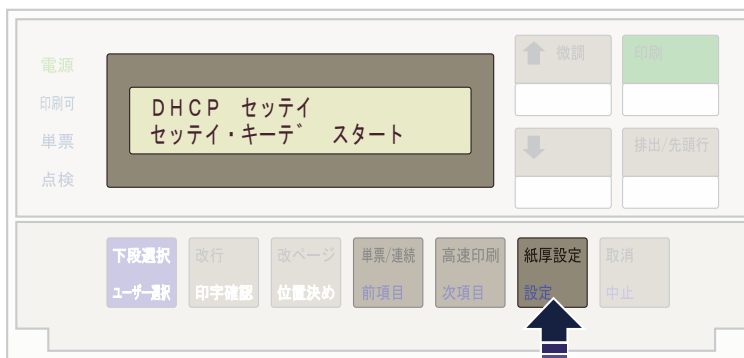 電源
印刷可
単票
点検
DHCP セッテイ
セッテイ・キーデ゛ スタート
微調
印刷
排出/先頭行
下段選択
ユーザー選択
改行
印字確認
改ページ
位置決め
単票/連続
前項目
高速印刷
次項目
紙厚設定
設定
取消
中止